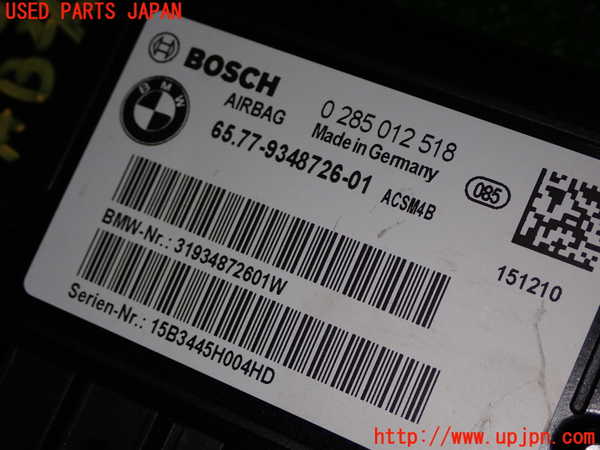 USED PARTS JAPAN
BOSCH
BMW
AIRBAG
0 285 012 518
Made in Germany
65.77-9348726-01
ACSM4B
085
BMW-Nr.: 31934872601W
151210
Serien-Nr.: 15B3445H004HD
http://www.upjpn.com/